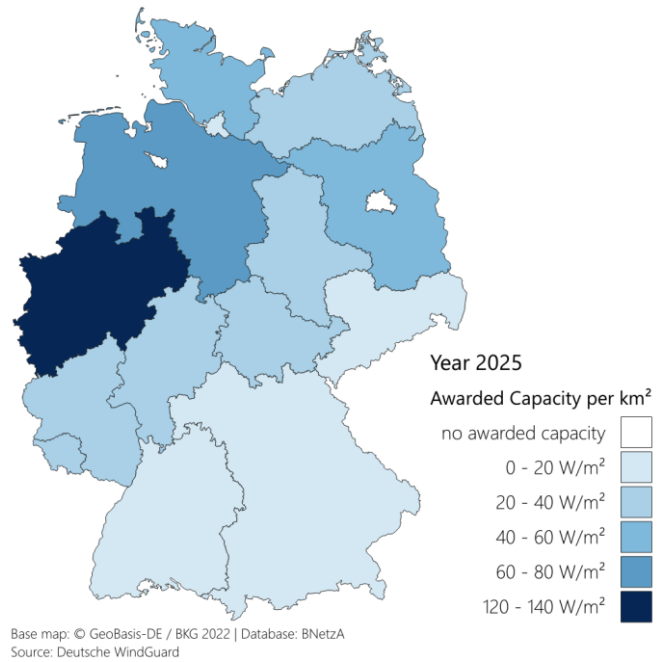 Year 2025
Awarded Capacity per km²
no awarded capacity
0 - 20 W/m²
20 - 40 W/m²
40 - 60 W/m²
60 - 80 W/m²
120 - 140 W/m²
Base map: © GeoBasis-DE / BKG 2022 | Database: BNetzA
Source: Deutsche WindGuard